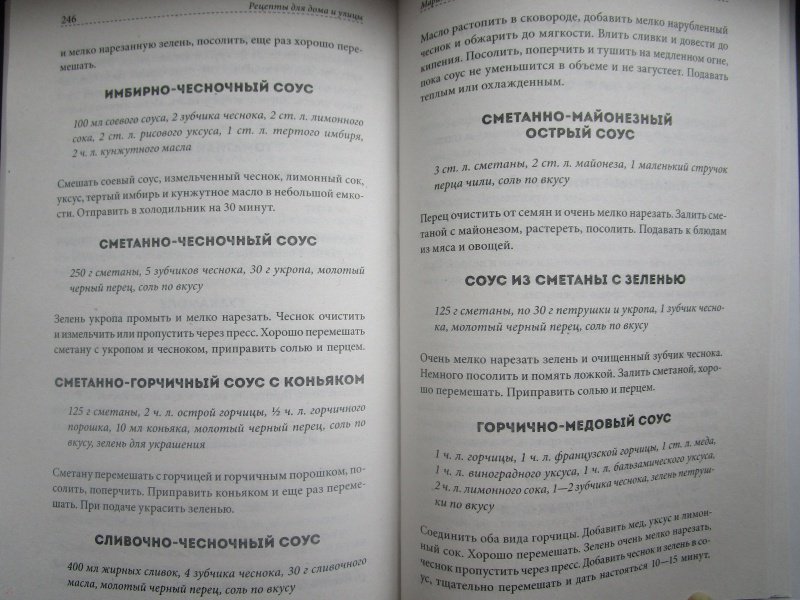 246
Рецепты для дома и улицы
и мелко нарезанную зелень, посолить, еще раз хорошо пере-
мешать.
ИМБИРНО-ЧЕСНОЧНЫЙ СОУС
100 мл соевого соуса, 2 зубчика чеснока, 2 ст. л. лимонного
сока, 2 ст. л. рисового уксуса, 1 ст. л. тертого имбиря,
2 ч. л. кунжутного масла
Смешать соевый соус, измельченный чеснок, лимонный сок,
уксус, тертый имбирь и кунжутное масло в небольшой емко-
сти. Отправить в холодильник на 30 минут.
СМЕТАННО-ЧЕСНОЧНЫЙ СОУС
250 г сметаны, 5 зубчиков чеснока, 30 г укропа, молотый
черный перец, соль по вкусу
Зелень укропа промыть и мелко нарезать. Чеснок очистить
и измельчить или пропустить через пресс. Хорошо перемешать
сметану с укропом и чесноком, приправить солью и перцем.
СМЕТАННО-ГОРЧИЧНЫЙ СОУС С КОНЬЯКОМ
125 г сметаны, 2 ч. л. острой горчицы, ½ ч. л. горчичного
порошка, 10 мл коньяка, молотый черный перец, соль по
вкусу, зелень для украшения
Сметану перемешать с горчицей и горчичным порошком, по-
солить, поперчить. Приправить коньяком и еще раз переме-
шать. При подаче украсить зеленью.
СЛИВОЧНО-ЧЕСНОЧНЫЙ СОУС
400 мл жирных сливок, 4 зубчика чеснока, 30 г сливочного
масла, молотый черный перец, соль по вкусу
Масло растопить в сковороде, добавить мелко нарубленный
чеснок и обжарить до мягкости. Влить сливки и довести до
кипения. Посолить, поперчить и тушить на медленном огне,
пока соус не уменьшится в объеме и не загустеет. Подавать
теплым или охлажденным.
СМЕТАННО-МАЙОНЕЗНЫЙ
ОСТРЫЙ СОУС
3 ст. л. сметаны, 2 ст. л. майонеза, 1 маленький стручок
перца чили, соль по вкусу
Перец очистить от семян и очень мелко нарезать. Залить сме-
таной с майонезом, растереть, посолить. Подавать к блюдам
из мяса и овощей.
СОУС ИЗ СМЕТАНЫ С ЗЕЛЕНЬЮ
125 г сметаны, по 30 г петрушки и укропа, 1 зубчик чесно-
ка, молотый черный перец, соль по вкусу
Очень мелко нарезать зелень и очищенный зубчик чеснока.
Немного посолить и помять ложкой. Залить сметаной, хоро-
шо перемешать. Приправить солью и перцем.
ГОРЧИЧНО-МЕДОВЫЙ СОУС
1 ч. л. горчицы, 1 ч. л. французской горчицы, 1 ст. л. меда,
1 ч. л. виноградного уксуса, 1 ч. л. бальзамического уксуса,
2 ч. л. лимонного сока, 1—2 зубчика чеснока, зелень петруш-
ки по вкусу
Соединить оба вида горчицы. Добавить мед, уксус и лимон-
ный сок. Хорошо перемешать. Зелень очень мелко нарезать,
чеснок пропустить через пресс. Добавить чеснок и зелень в со-
ус, тщательно перемешать и дать настояться 10—15 минут.